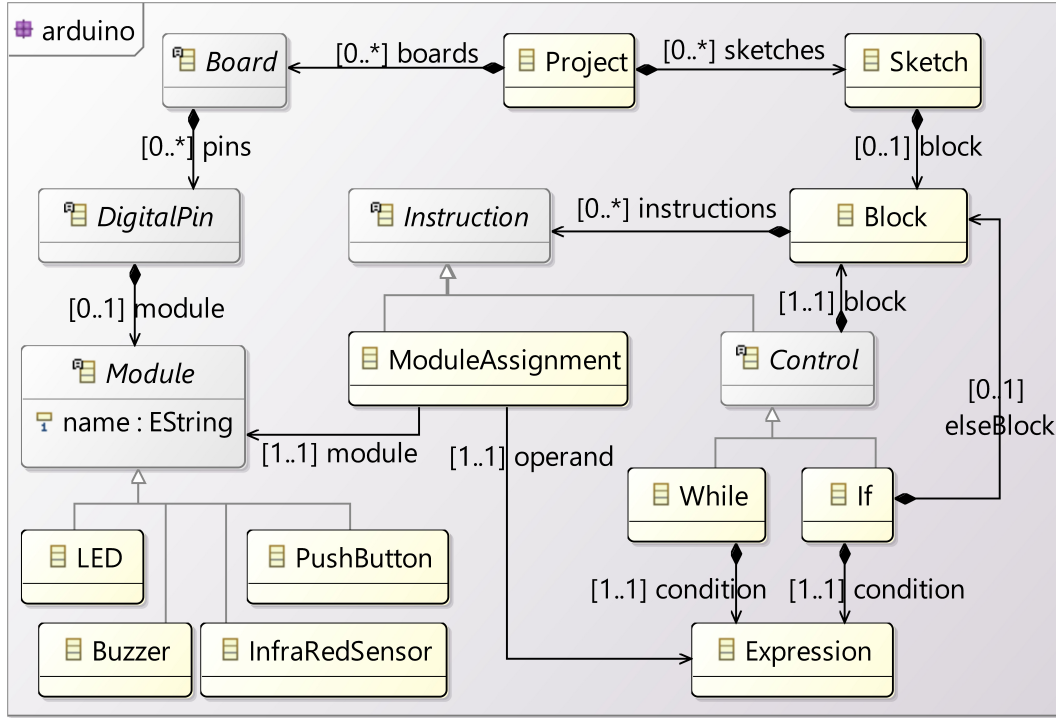 arduino
Board
[0..*] boards
Project
[0..*] sketches
Sketch
[0..*] pins
[0..1] block
DigitalPin
Instruction
[0..*] instructions
Block
[0..1] module
[1..1] block
Module
name : EString
ModuleAssignment
Control
[0..1]
elseBlock
[1..1] module
[1..1] operand
While
If
LED
PushButton
[1..1] condition
[1..1] condition
Buzzer
InfraRedSensor
Expression